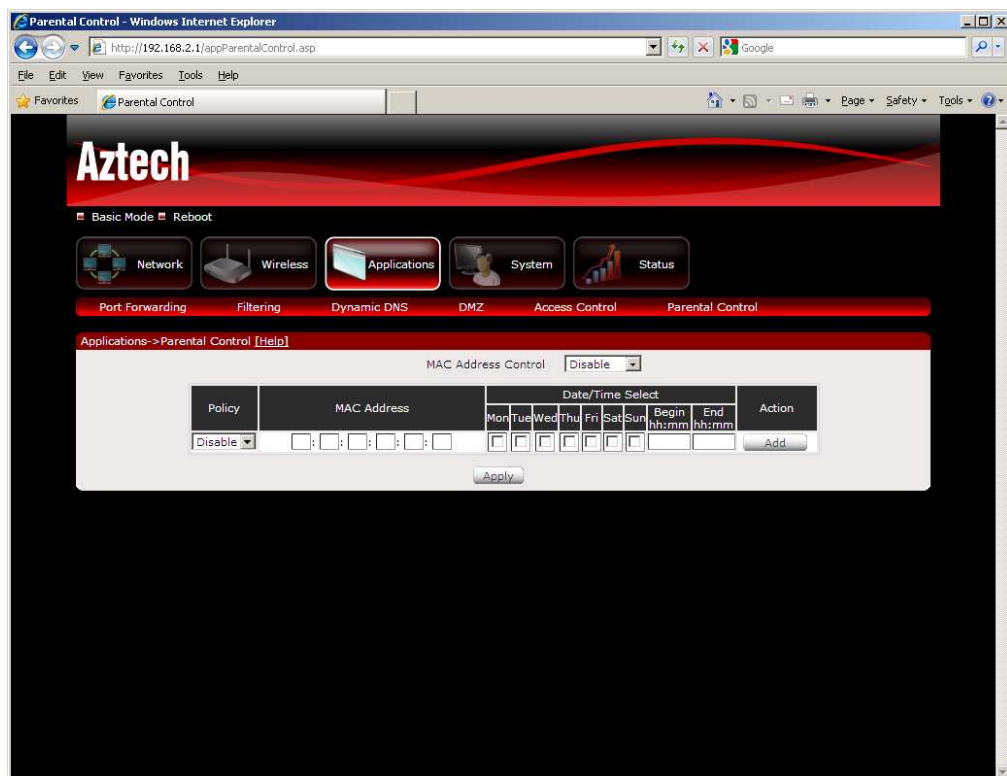 Parental Control - Windows Internet Explorer
http://192.168.2.1/appParentalControl.asp
Google
File Edit View Favorites Tools Help
Favorites Parental Control Page Safety Tools
Aztech
Basic Mode Reboot
Network Wireless Applications System Status
Port Forwarding Filtering Dynamic DNS DMZ Access Control Parental Control
Applications->Parental Control [Help]
MAC Address Control Disable
Date/Time Select
Policy MAC Address Mon Tue Wed Thu Fri Sat Sun Begin hh:mm End hh:mm Action
Disable : : : : : Add
Apply